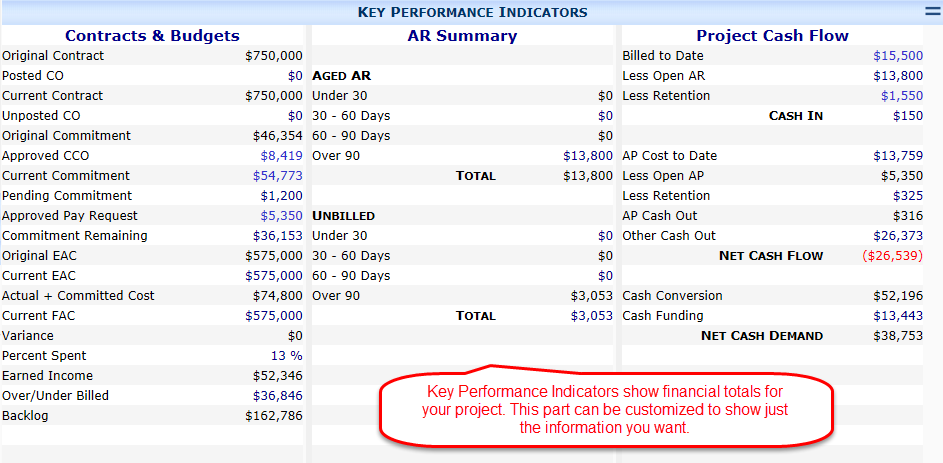 KEY PERFORMANCE INDICATORS
Contracts & Budgets
Original Contract $750,000
Posted CO $0
Current Contract $750,000
Unposted CO $0
Original Commitment $46,354
Approved CCO $8,419
Current Commitment $54,773
Pending Commitment $1,200
Approved Pay Request $5,350
Commitment Remaining $36,153
Original EAC $575,000
Current EAC $575,000
Actual + Committed Cost $74,800
Current FAC $575,000
Variance $0
Percent Spent 13 %
Earned Income $52,346
Over/Under Billed $36,846
Backlog $162,786
AR Summary
AGED AR
Under 30 $0
30 - 60 Days $0
60 - 90 Days $0
Over 90 $13,800
TOTAL $13,800
UNBILLED
Under 30 $0
30 - 60 Days $0
60 - 90 Days $0
Over 90 $3,053
TOTAL $3,053
Project Cash Flow
Billed to Date $15,500
Less Open AR $13,800
Less Retention $1,550
CASH IN $150
AP Cost to Date $13,759
Less Open AP $5,350
Less Retention $325
AP Cash Out $316
Other Cash Out $26,373
NET CASH FLOW ($26,539)
Cash Conversion $52,196
Cash Funding $13,443
NET CASH DEMAND $38,753
Key Performance Indicators show financial totals for
your project. This part can be customized to show just
the information you want.